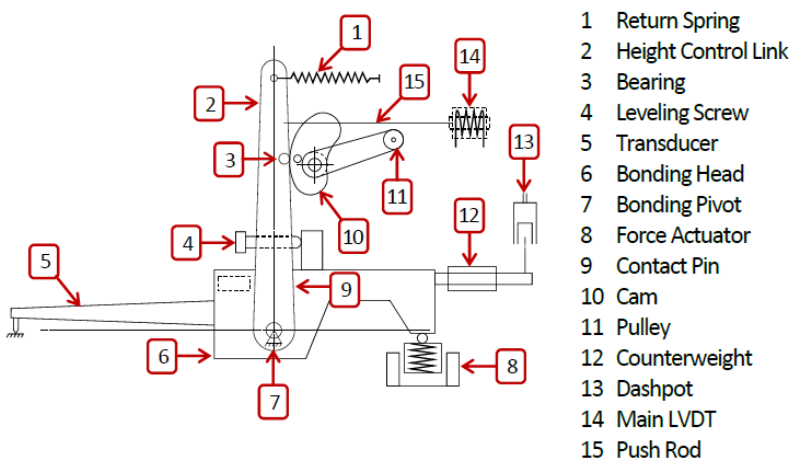 1
14
15
2
13
3
11
12
10
4
5
9
6
7
8
1 Return Spring
2 Height Control Link
3 Bearing
4 Leveling Screw
5 Transducer
6 Bonding Head
7 Bonding Pivot
8 Force Actuator
9 Contact Pin
10 Cam
11 Pulley
12 Counterweight
13 Dashpot
14 Main LVDT
15 Push Rod